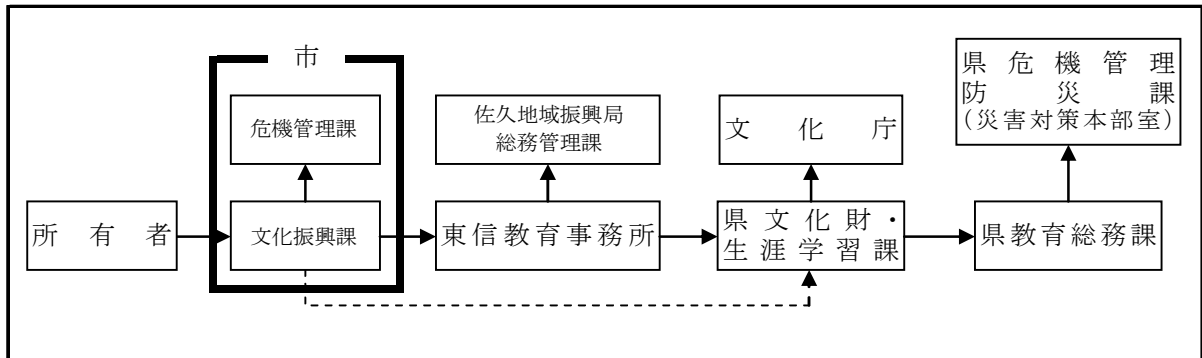 市
県危機管理
防災課
(災害対策本部室)
危機管理課
佐久地域振興局
総務管理課
文化庁
所有者
文化振興課
東信教育事務所
県文化財・
生涯学習課
県教育総務課